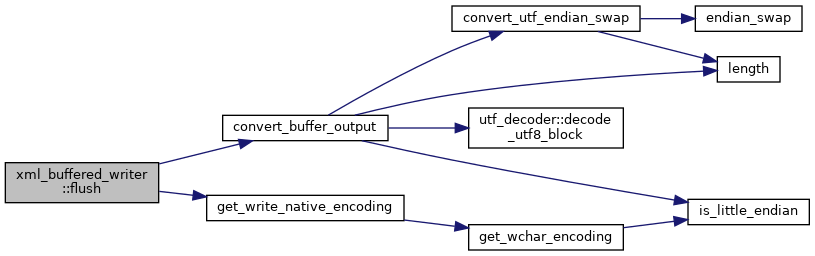 convert_utf_endian_swap
endian_swap
length
convert_buffer_output
utf_decoder::decode
_utf8_block
xml_buffered_writer
::flush
get_write_native_encoding
is_little_endian
get_wchar_encoding